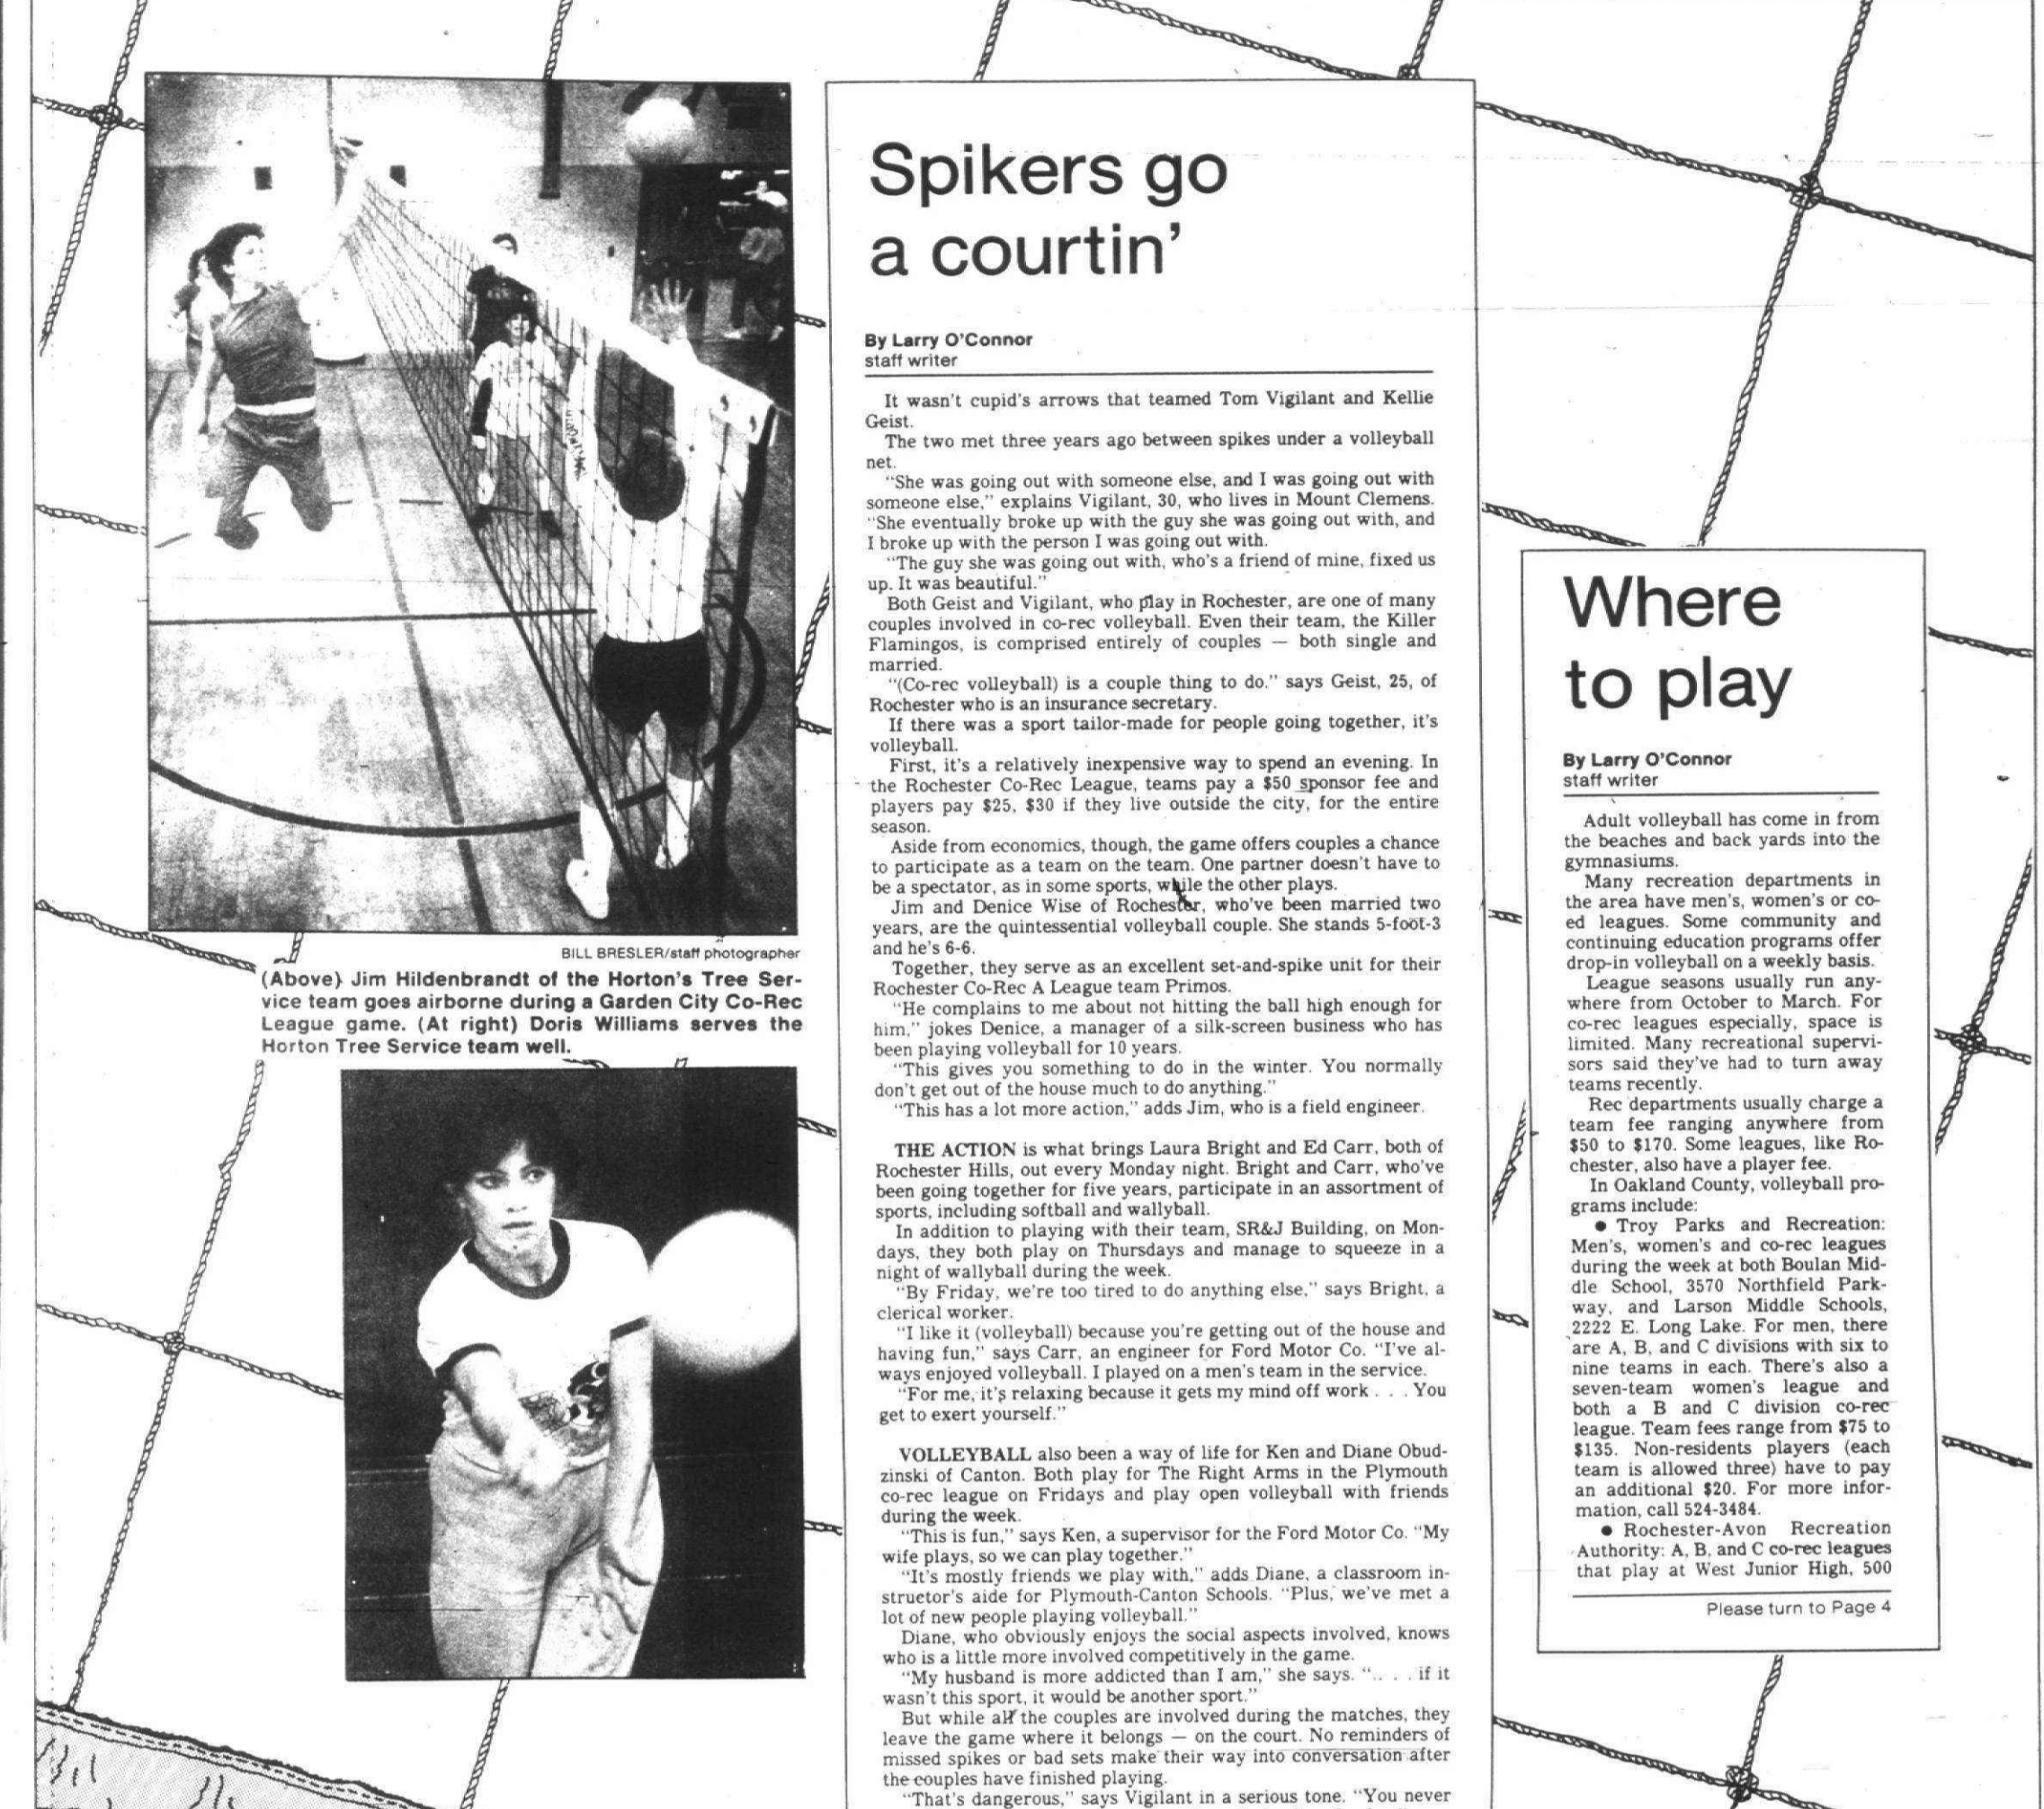 BILL BRESLER/staff photographer
(Above) Jim Hildenbrandt of the Horton's Tree Ser-
vice team goes airborne during a Garden City Co-Rec
League game. (At right) Doris Williams serves the
Horton Tree Service team well.
Spikers go
a courtin'
By Larry O'Connor
staff writer
It wasn't cupid's arrows that teamed Tom Vigilant and Kellie
Geist.
The two met three years ago between spikes under a volleyball
net.
"She was going out with someone else, and I was going out with
someone else," explains Vigilant, 30, who lives in Mount Clemens.
"She eventually broke up with the guy she was going out with, and
I broke up with the person I was going out with.
"The guy she was going out with, who's a friend of mine, fixed us
up. It was beautiful."
Both Geist and Vigilant, who play in Rochester, are one of many
couples involved in co-rec volleyball. Even their team, the Killer
Flamingos, is comprised entirely of couples — both single and
married.
"(Co-rec volleyball) is a couple thing to do." says Geist, 25, of
Rochester who is an insurance secretary.
If there was a sport tailor-made for people going together, it's
volleyball.
First, it's a relatively inexpensive way to spend an evening. In
the Rochester Co-Rec League, teams pay a $50 sponsor fee and
players pay $25, $30 if they live outside the city, for the entire
season.
Aside from economics, though, the game offers couples a chance
to participate as a team on the team. One partner doesn't have to
be a spectator, as in some sports, while the other plays.
Jim and Denice Wise of Rochester, who've been married two
years, are the quintessential volleyball couple. She stands 5-foot-3
and he's 6-6.
Together, they serve as an excellent set-and-spike unit for their
Rochester Co-Rec A League team Primos.
"He complains to me about not hitting the ball high enough for
him," jokes Denice, a manager of a silk-screen business who has
been playing volleyball for 10 years.
"This gives you something to do in the winter. You normally
don't get out of the house much to do anything."
"This has a lot more action," adds Jim, who is a field engineer.
THE ACTION is what brings Laura Bright and Ed Carr, both of
Rochester Hills, out every Monday night. Bright and Carr, who've
been going together for five years, participate in an assortment of
sports, including softball and wallyball.
In addition to playing with their team, SR&J Building, on Mon-
days, they both play on Thursdays and manage to squeeze in a
night of wallyball during the week.
"By Friday, we're too tired to do anything else," says Bright, a
clerical worker.
"I like it (volleyball) because you're getting out of the house and
having fun," says Carr, an engineer for Ford Motor Co. "I've al-
ways enjoyed volleyball. I played on a men's team in the service.
"For me, it's relaxing because it gets my mind off work . . . You
get to exert yourself."
VOLLEYBALL also been a way of life for Ken and Diane Obud-
zinski of Canton. Both play for The Right Arms in the Plymouth
co-rec league on Fridays and play open volleyball with friends
during the week.
"This is fun," says Ken, a supervisor for the Ford Motor Co. "My
wife plays, so we can play together."
"It's mostly friends we play with," adds Diane, a classroom in-
structor's aide for Plymouth-Canton Schools. "Plus, we've met a
lot of new people playing volleyball."
Diane, who obviously enjoys the social aspects involved, knows
who is a little more involved competitively in the game.
"My husband is more addicted than I am," she says. ". . . . if it
wasn't this sport, it would be another sport."
But while all the couples are involved during the matches, they
leave the game where it belongs — on the court. No reminders of
missed spikes or bad sets make their way into conversation after
the couples have finished playing.
"That's dangerous," says Vigilant in a serious tone. "You never
Where
to play
By Larry O'Connor
staff writer
Adult volleyball has come in from
the beaches and back yards into the
gymnasiums.
Many recreation departments in
the area have men's, women's or co-
ed leagues. Some community and
continuing education programs offer
drop-in volleyball on a weekly basis.
League seasons usually run any-
where from October to March. For
co-rec leagues especially, space is
limited. Many recreational supervi-
sors said they've had to turn away
teams recently.
Rec departments usually charge a
team fee ranging anywhere from
$50 to $170. Some leagues, like Ro-
chester, also have a player fee.
In Oakland County, volleyball pro-
grams include:
● Troy Parks and Recreation:
Men's, women's and co-rec leagues
during the week at both Boulan Mid-
dle School, 3570 Northfield Park-
way, and Larson Middle Schools,
2222 E. Long Lake. For men, there
are A, B, and C divisions with six to
nine teams in each. There's also a
seven-team women's league and
both a B and C division co-rec
league. Team fees range from $75 to
$135. Non-residents players (each
team is allowed three) have to pay
an additional $20. For more infor-
mation, call 524-3484.
● Rochester-Avon Recreation
Authority: A, B, and C co-rec leagues
that play at West Junior High, 500
Please turn to Page 4